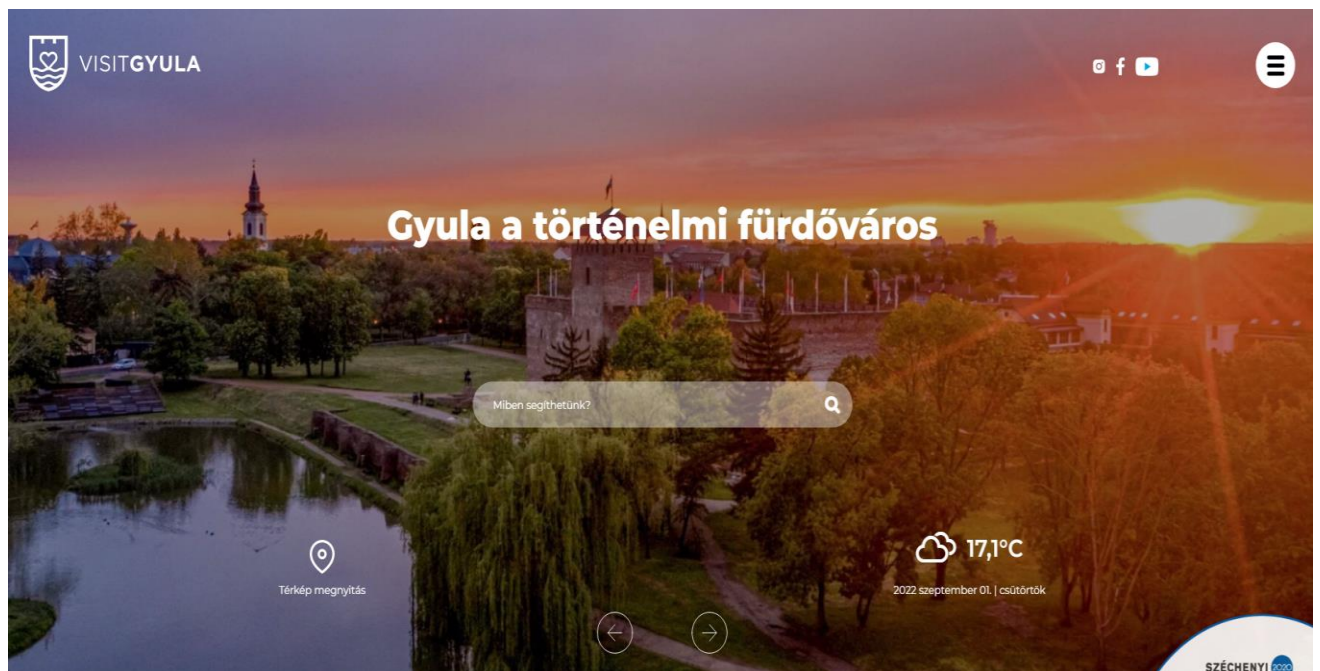 VISITGYULA
Gyula a történelmi fürdőváros
Miben segíthetünk?
Térkép megnyitás
17,1°C
2022 szeptember 01. | csütörtök
SZÉCHENYI 2020